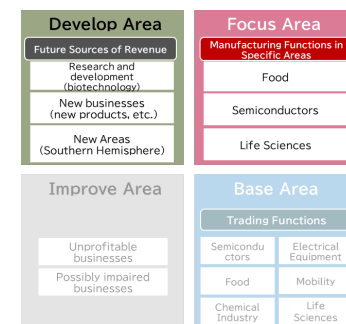 Develop Area
Future Sources of Revenue
Research and
development
(biotechnology)
New businesses
(new products, etc.)
New Areas
(Southern Hemisphere)
Focus Area
Manufacturing Functions in
Specific Areas
Food
Semiconductors
Life Sciences
Improve Area
Unprofitable
businesses
Possibly impaired
businesses
Base Area
Trading Functions
Semicondu
ctors
Electrical
Equipment
Food
Mobility
Chemical
Industry
Life
Sciences